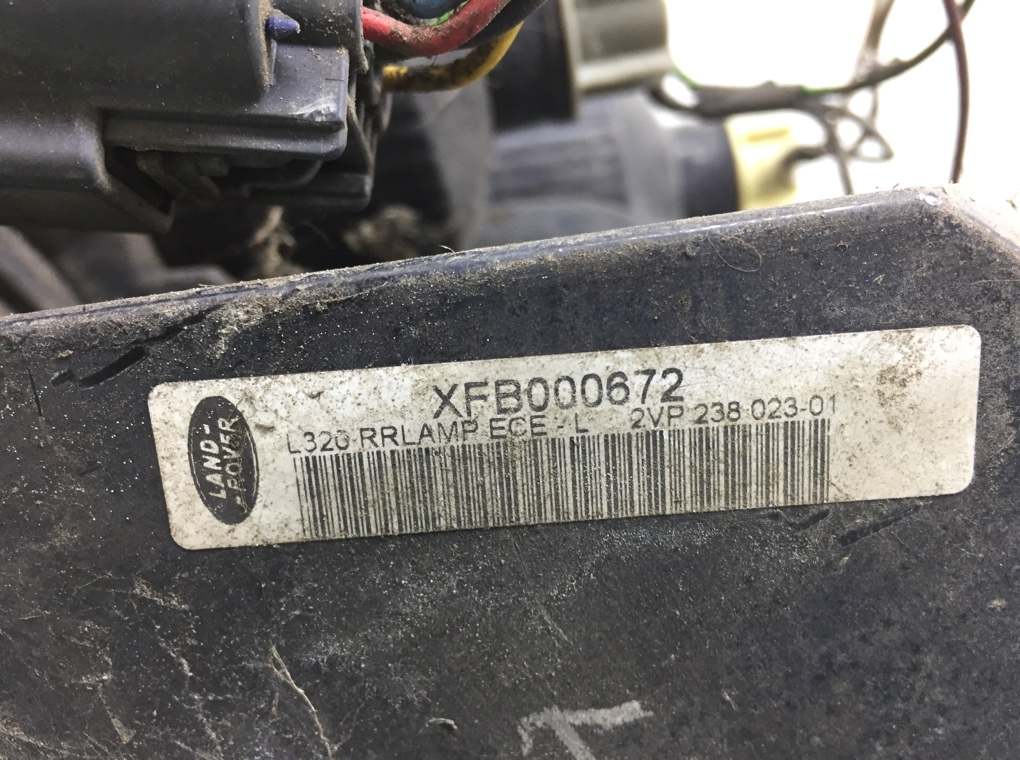 XFB000672
L320 RRLAMP ECE - L 2VP 238 023-01
LAND-
ROVER